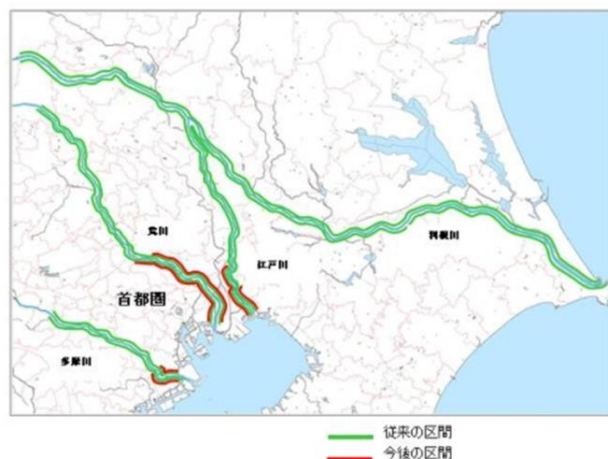 荒川
江戸川
利根川
首都圏
多摩川
従来の区間
今後の区間